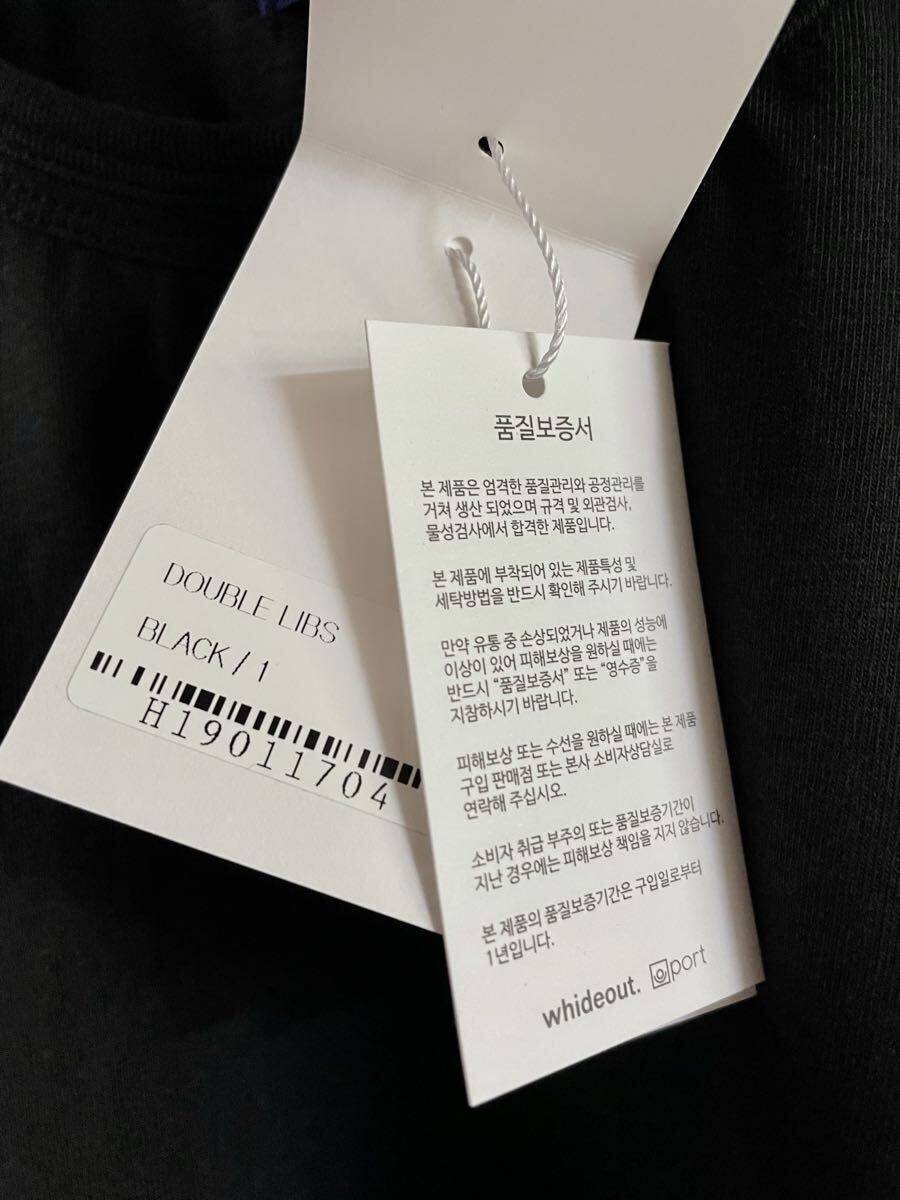 품질보증서
본 제품은 엄격한 품질관리와 공정관리를
거쳐 생산 되었으며 규격 및 외관검사,
물성검사에서 합격한 제품입니다.
본 제품에 부착되어 있는 제품특성 및
세탁방법을 반드시 확인해 주시기 바랍니다.
만약 유통 중 손상되었거나 제품의 성능에
이상이 있어 피해보상을 원하실 때에는
반드시 “품질보증서” 또는 “영수증”을
지참하시기 바랍니다.
피해보상 또는 수선을 원하실 때에는 본 제품
구입 판매점 또는 본사 소비자상담실로
연락해 주십시오.
소비자 취급 부주의 또는 품질보증기간이
지난 경우에는 피해보상 책임을 지지 않습니다.
본 제품의 품질보증기간은 구입일로부터
1년입니다.
whideout. port
DOUBLE LIBS
BLACK / 1
H19011704